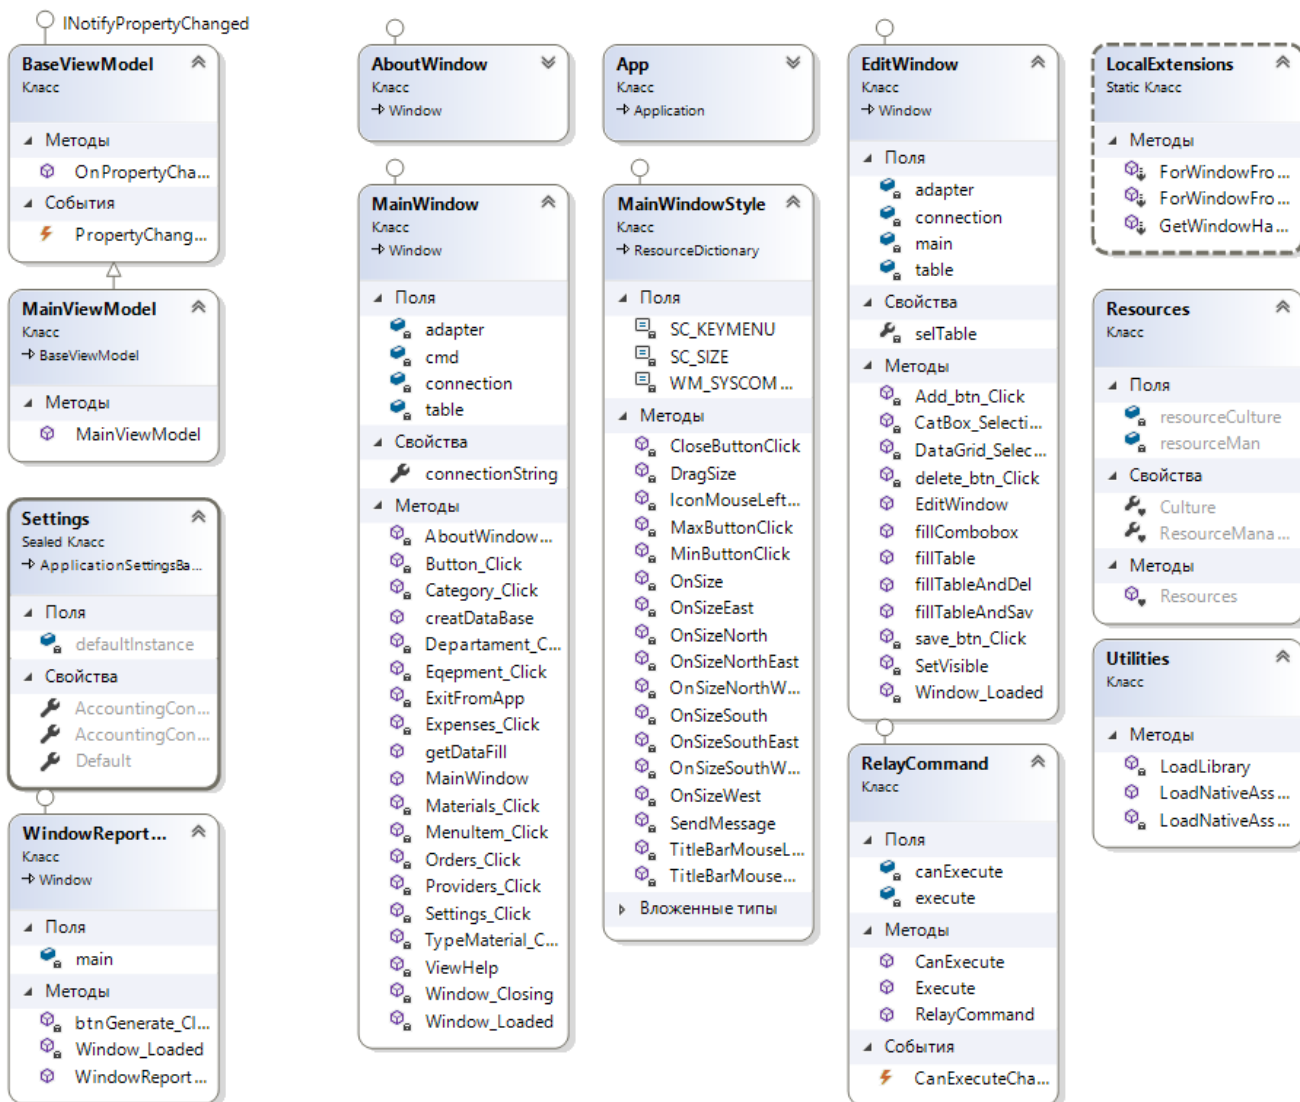 INotifyPropertyChanged
BaseViewModel
Класс
Методы
OnPropertyCha...
События
PropertyChang...
MainViewModel
Класс
BaseViewModel
Методы
MainViewModel
Settings
Sealed Класс
ApplicationSettingsBa...
Поля
defaultInstance
Свойства
AccountingCon...
AccountingCon...
Default
WindowReport...
Класс
Window
Поля
main
Методы
btnGenerate_Cl...
Window_Loaded
WindowReport...
AboutWindow
Класс
Window
MainWindow
Класс
Window
Поля
adapter
cmd
connection
table
Свойства
connectionString
Методы
AboutWindow...
Button_Click
Category_Click
creatDataBase
Departament_C...
Eqepment_Click
ExitFromApp
Expenses_Click
getDataFill
MainWindow
Materials_Click
MenuItem_Click
Orders_Click
Providers_Click
Settings_Click
TypeMaterial_C...
ViewHelp
Window_Closing
Window_Loaded
App
Класс
Application
MainWindowStyle
Класс
ResourceDictionary
Поля
SC_KEYMENU
SC_SIZE
WM_SYSCOM...
Методы
CloseButtonClick
DragSize
IconMouseLeft...
MaxButtonClick
MinButtonClick
OnSize
OnSizeEast
OnSizeNorth
OnSizeNorthEast
OnSizeNorthW...
OnSizeSouth
OnSizeSouthEast
OnSizeSouthW...
OnSizeWest
SendMessage
TitleBarMouseL...
TitleBarMouse...
Вложенные типы
EditWindow
Класс
Window
Поля
adapter
connection
main
table
Свойства
selTable
Методы
Add_btn_Click
CatBox_Selecti...
DataGrid_Selec...
delete_btn_Click
EditWindow
fillCombobox
fillTable
fillTableAndDel
fillTableAndSav
save_btn_Click
SetVisible
Window_Loaded
RelayCommand
Класс
Поля
canExecute
execute
Методы
CanExecute
Execute
RelayCommand
События
CanExecuteCha...
LocalExtensions
Static Класс
Методы
ForWindowFro...
ForWindowFro...
GetWindowHa...
Resources
Класс
Поля
resourceCulture
resourceMan
Свойства
Culture
ResourceMana...
Методы
Resources
Utilities
Класс
Методы
LoadLibrary
LoadNativeAss...
LoadNativeAss...